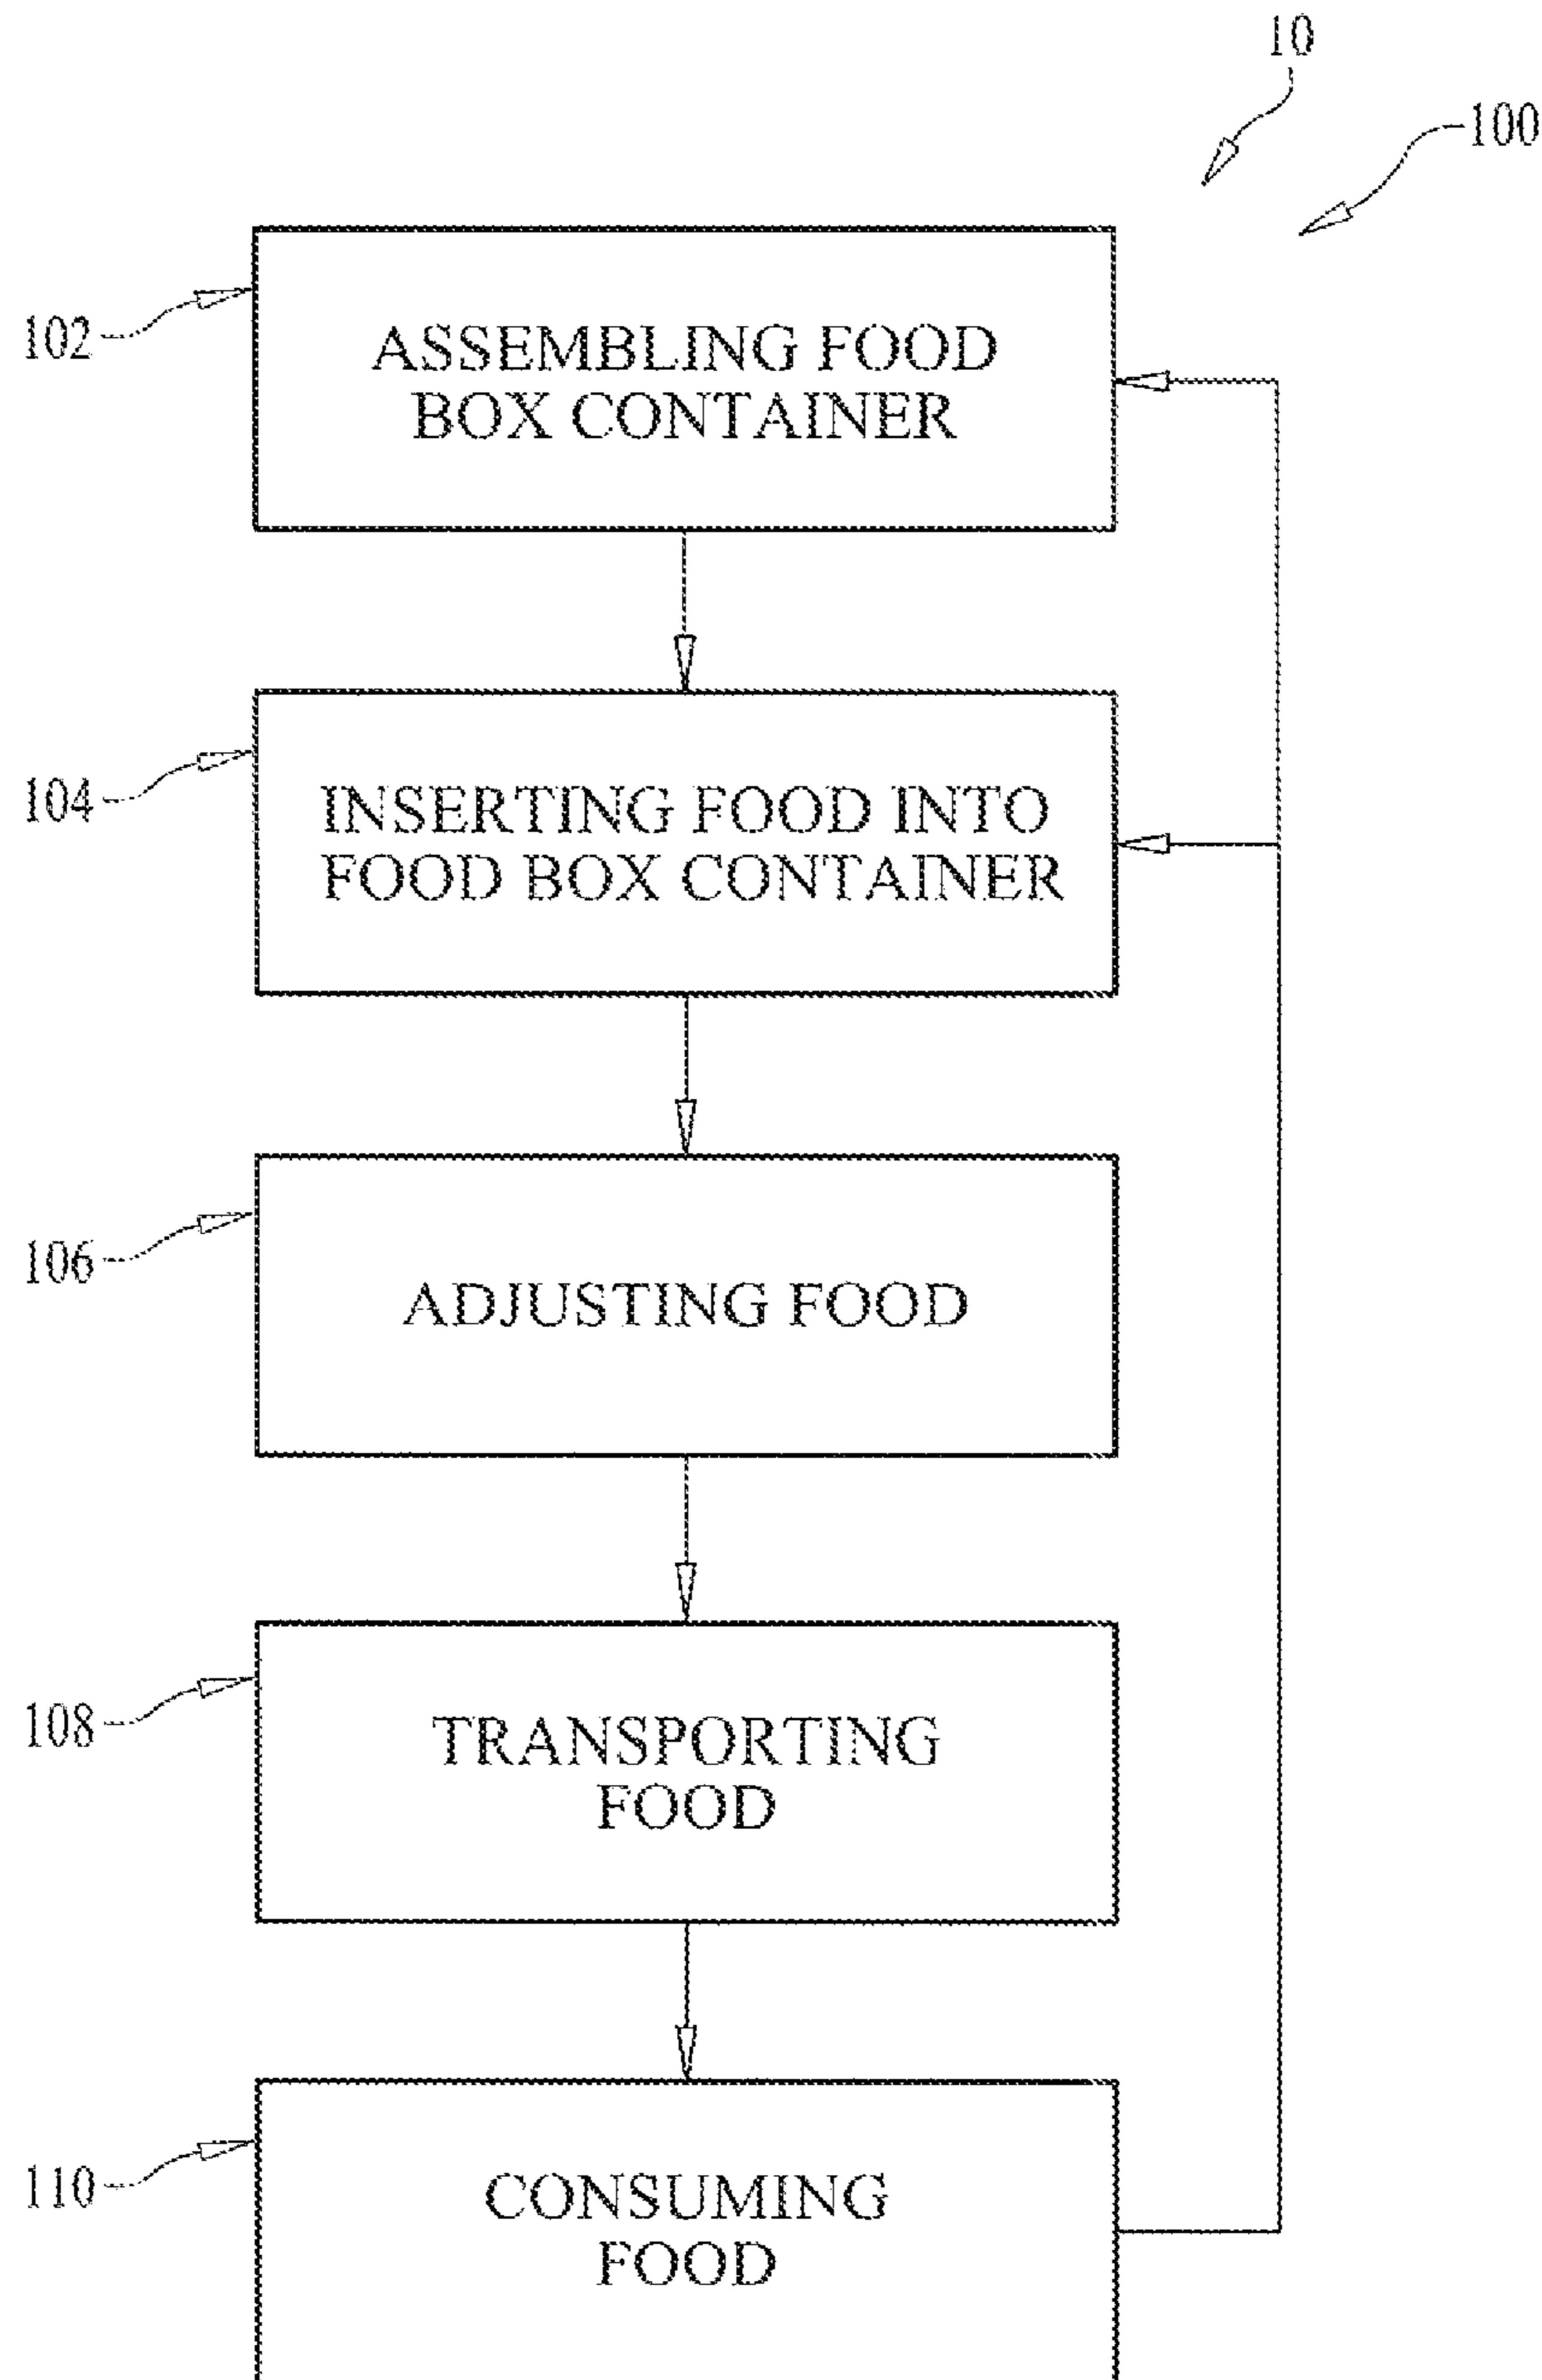 10
100
102
ASSEMBLING FOOD
BOX CONTAINER
104
INSERTING FOOD INTO
FOOD BOX CONTAINER
106
ADJUSTING FOOD
108
TRANSPORTING
FOOD
110
CONSUMING
FOOD